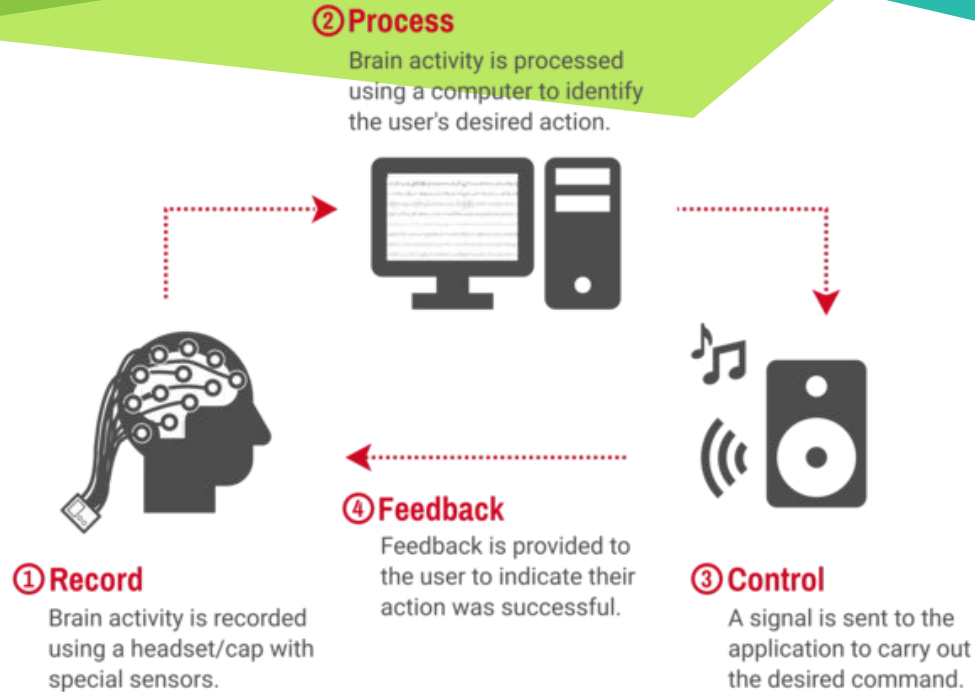 ②Process
Brain activity is processed
using a computer to identify
the user's desired action.
④Feedback
Feedback is provided to
the user to indicate their
action was successful.
①Record
Brain activity is recorded
using a headset/cap with
special sensors.
③Control
A signal is sent to the
application to carry out
the desired command.